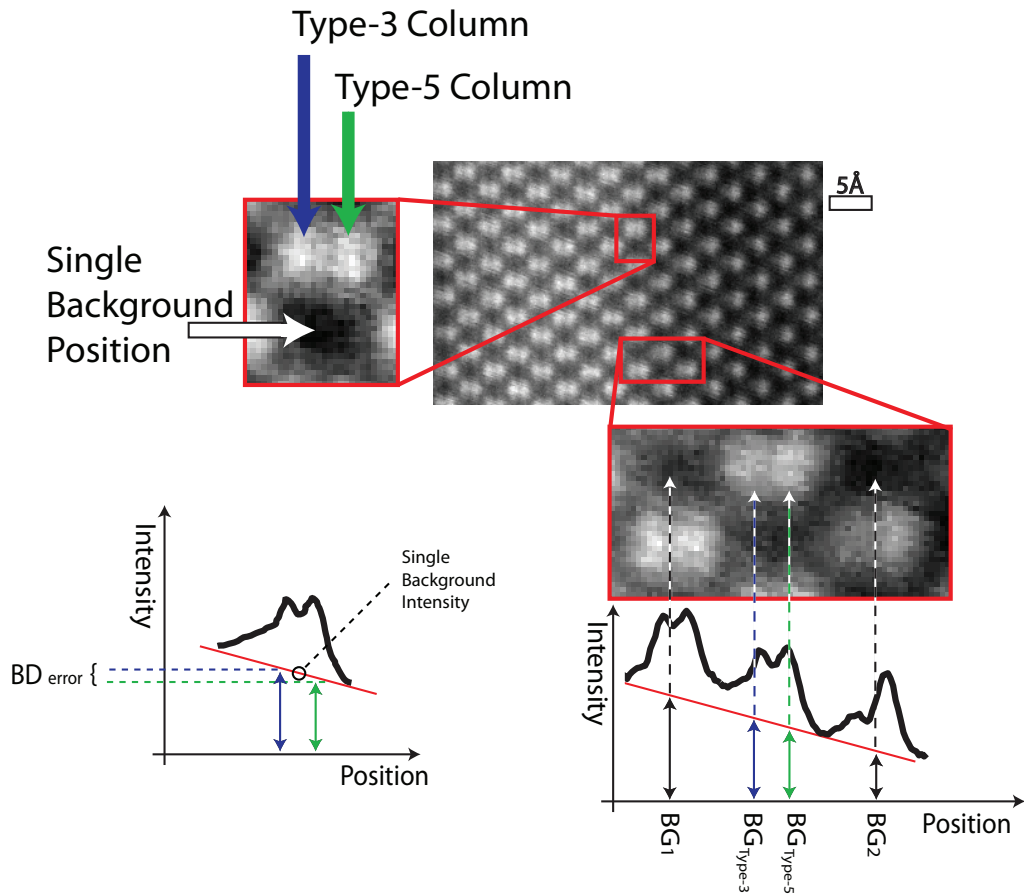 Type-3 Column
Type-5 Column
5Å
Single
Background
Position
Intensity
Single
Background
Intensity
BD error {
Position
Intensity
BG1
BGType-3
BGType-5
BG2
Position